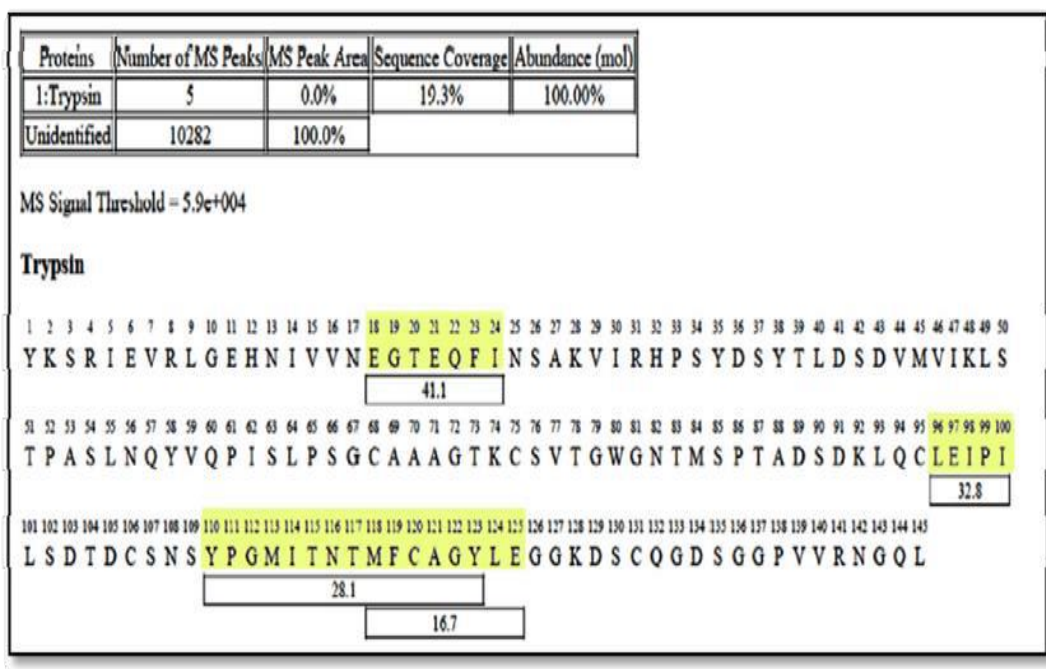 Proteins Number of MS Peaks MS Peak Area Sequence Coverage Abundance (mol)
1:Trypsin 5 0.0% 19.3% 100.00%
Unidentified 10282 100.0%
MS Signal Threshold = 5.9e+004
Trypsin
1 2 3 4 5 6 7 8 9 10 11 12 13 14 15 16 17 18 19 20 21 22 23 24 25 26 27 28 29 30 31 32 33 34 35 36 37 38 39 40 41 42 43 44 45 46 47 48 49 50
Y K S R I E V R L G E H N I V V N E G T E Q F I N S A K V I R H P S Y D S Y T L D S D V M V I K L S
41.1
51 52 53 54 55 56 57 58 59 60 61 62 63 64 65 66 67 68 69 70 71 72 73 74 75 76 77 78 79 80 81 82 83 84 85 86 87 88 89 90 91 92 93 94 95 96 97 98 99 100
T P A S L N Q Y V Q P I S L P S G C A A A G T K C S V T G W G N T M S P T A D S D K L Q C L E I P I
32.8
101 102 103 104 105 106 107 108 109 110 111 112 113 114 115 116 117 118 119 120 121 122 123 124 125 126 127 128 129 130 131 132 133 134 135 136 137 138 139 140 141 142 143 144 145
L S D T D C S N S Y P G M I T N T M F C A G Y L E G G K D S C Q G D S G G P V V R N G Q L
28.1
16.7